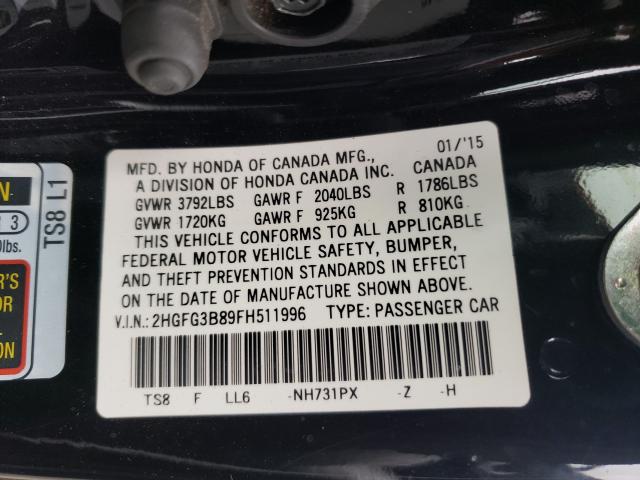 01/'15
MFD. BY HONDA OF CANADA MFG.,
A DIVISION OF HONDA CANADA INC. CANADA
GVWR 3792LBS GAWR F 2040LBS R 1786LBS
GVWR 1720KG GAWR F 925KG R 810KG
THIS VEHICLE CONFORMS TO ALL APPLICABLE
FEDERAL MOTOR VEHICLE SAFETY, BUMPER,
AND THEFT PREVENTION STANDARDS IN EFFECT
ON THE DATE OF MANUFACTURE SHOWN ABOVE.
V.I.N.: 2HGFG3B89FH511996 TYPE: PASSENGER CAR
TS8 F LL6 -NH731PX -Z -H
TS8 L1
3
lbs.